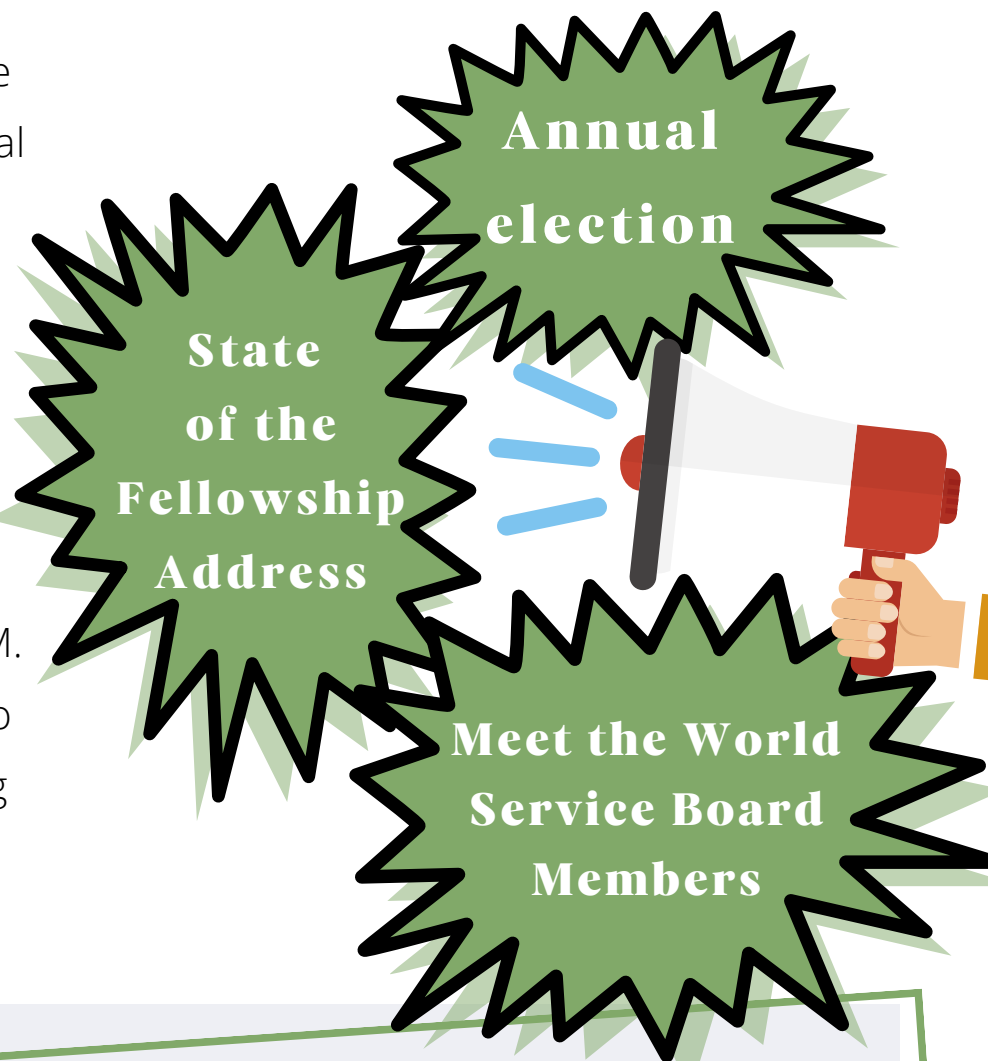 Annual
election
State
of the
Fellowship
Address
Meet the World
Service Board
Members